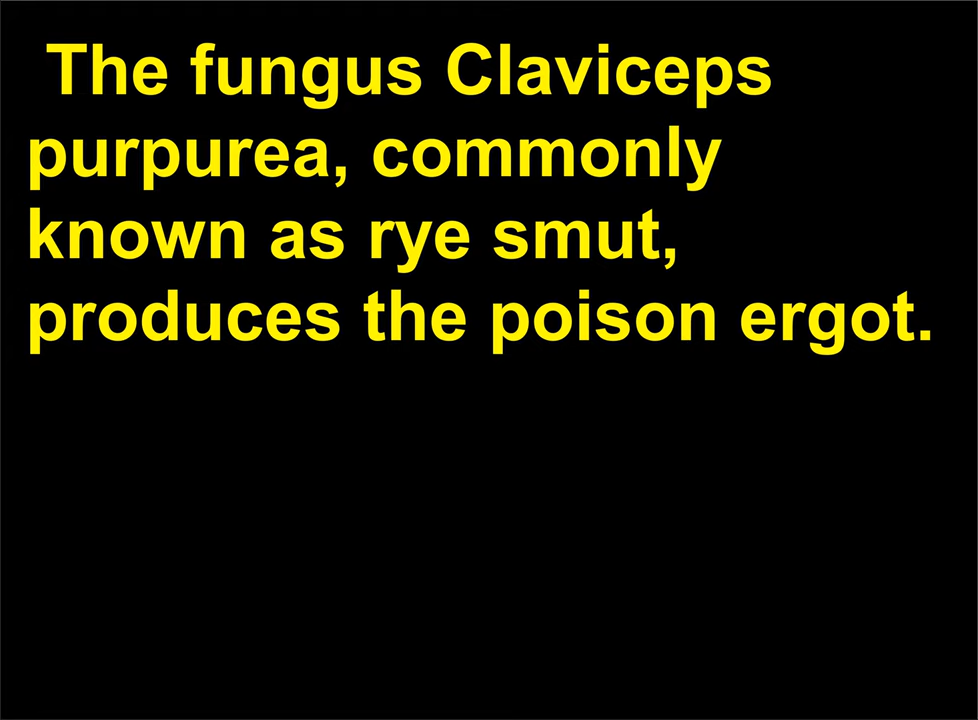 The fungus Claviceps
purpurea, commonly
known as rye smut,
produces the poison ergot.